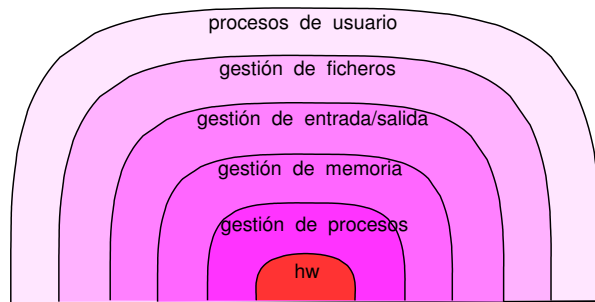 procesos de usuario
gestión de ficheros
gestión de entrada/salida
gestión de memoria
gestión de procesos
hw